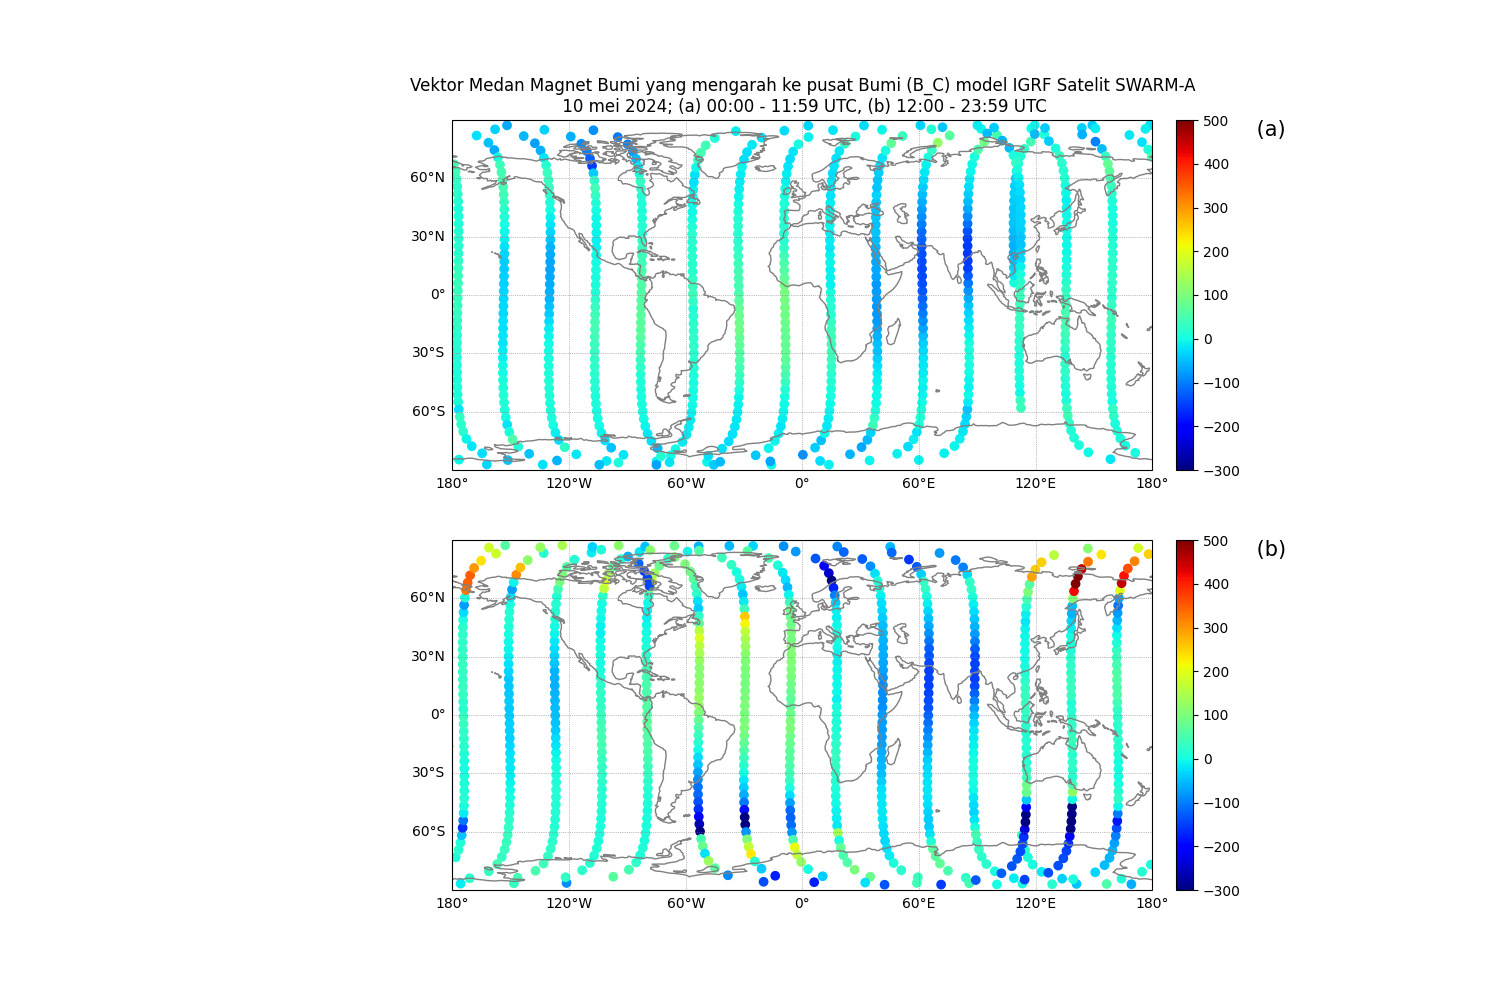 Vektor Medan Magnet Bumi yang mengarah ke pusat Bumi (B_C) model IGRF Satelit SWARM-A
10 mei 2024; (a) 00:00 - 11:59 UTC, (b) 12:00 - 23:59 UTC
(a)
60°N
30°N
0°
30°S
60°S
180°
120°W
60°W
0°
60°E
120°E
180°
500
400
300
200
100
0
−100
−200
−300
(b)
60°N
30°N
0°
30°S
60°S
180°
120°W
60°W
0°
60°E
120°E
180°
500
400
300
200
100
0
−100
−200
−300